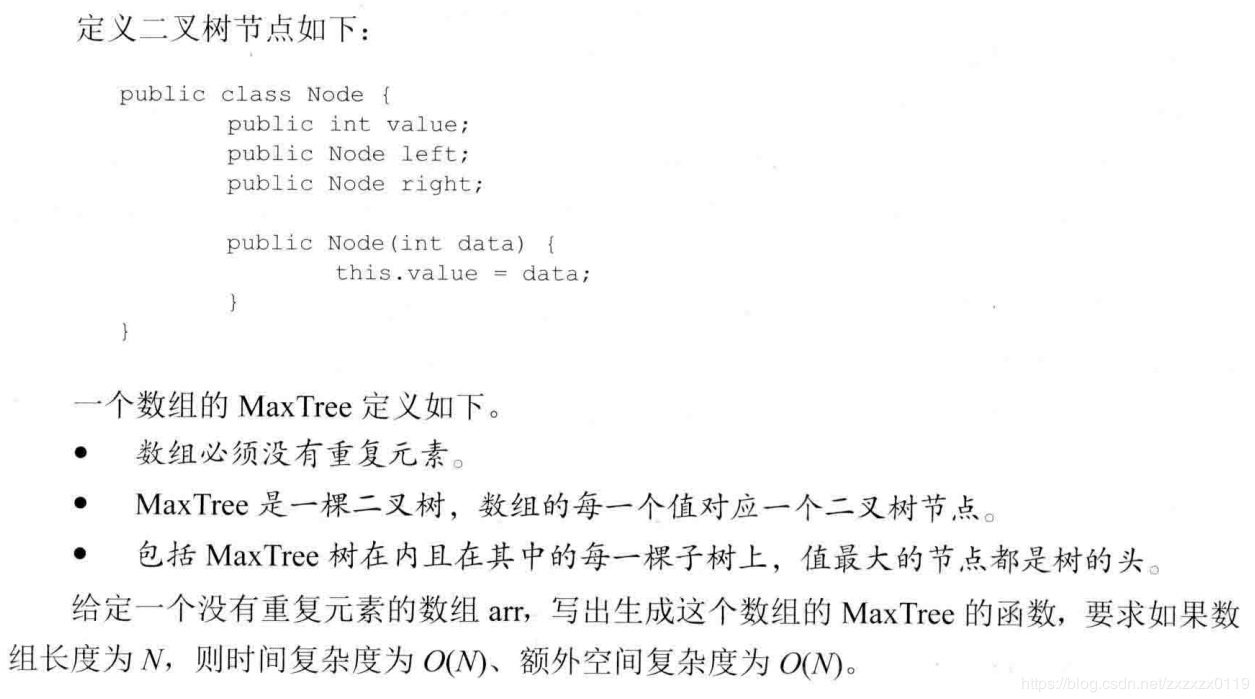 定义二叉树节点如下：
public class Node {
public int value;
public Node left;
public Node right;
public Node(int data) {
this.value = data;
}
}
一个数组的 MaxTree 定义如下。
● 数组必须没有重复元素。
● MaxTree 是一棵二叉树，数组的每一个值对应一个二叉树节点。
● 包括 MaxTree 树在内且在其中的每一棵子树上，值最大的节点都是树的头。
给定一个没有重复元素的数组 arr，写出生成这个数组的 MaxTree 的函数，要求如果数
组长度为 N，则时间复杂度为 O(N)、额外空间复杂度为 O(N)。
https://blog.csdn.net/zxzxzx0119